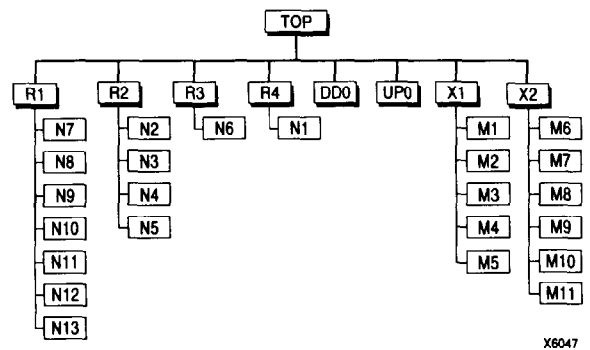 TOP
R1 R2 R3 R4 DD0 UP0 X1 X2
N7 N2 N6 N1 M1 M6
N8 N3 M2 M7
N9 N4 M3 M8
N10 N5 M4 M9
N11 M5 M10
N12 M11
N13
X6047